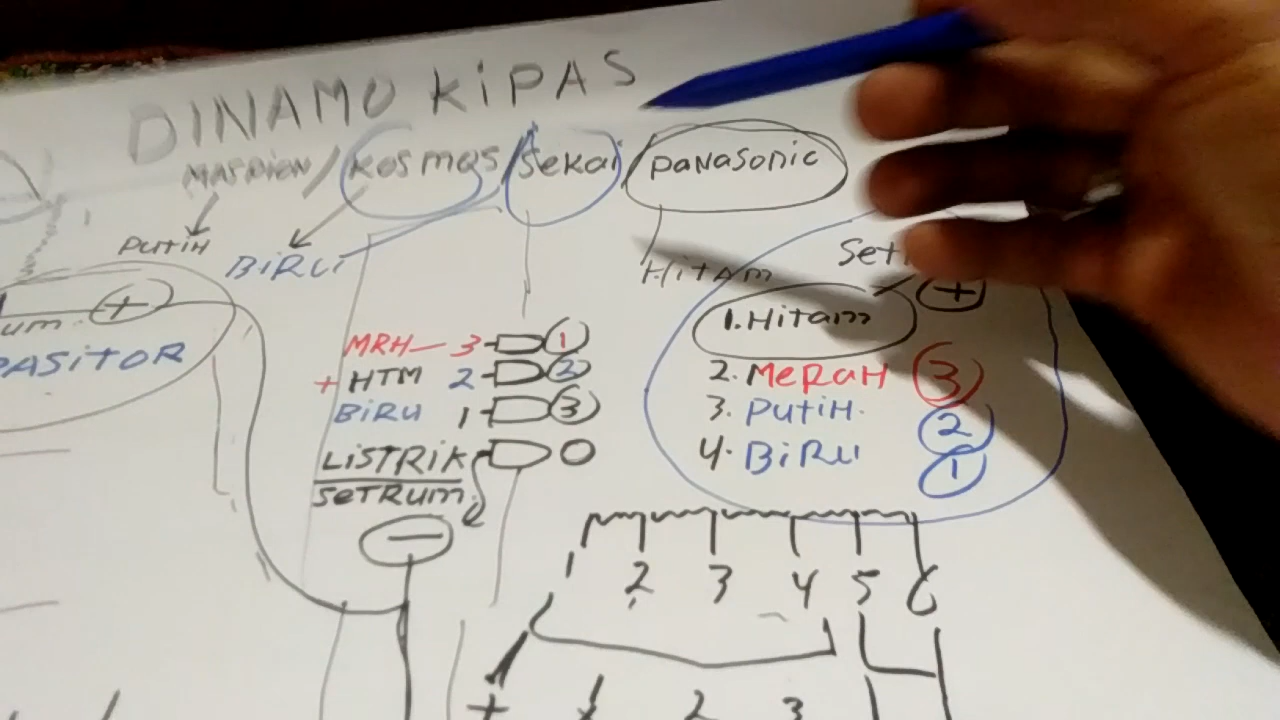 DINAMO KiPAS
MASPION / Kosmos / Sekai / PANASONIC
PUTIH
BiRU
HiTAM
um +
PASiTOR
MRH 3 1
+ HTM 2 2
BiRU 1 3
LiSTRiK 0
SETRUM
−
+
1. HiTAM
2. MERAH 3
3. PUTiH. 2
4. BiRU 1
1 2 3 4 5 6
+ 1 2 3